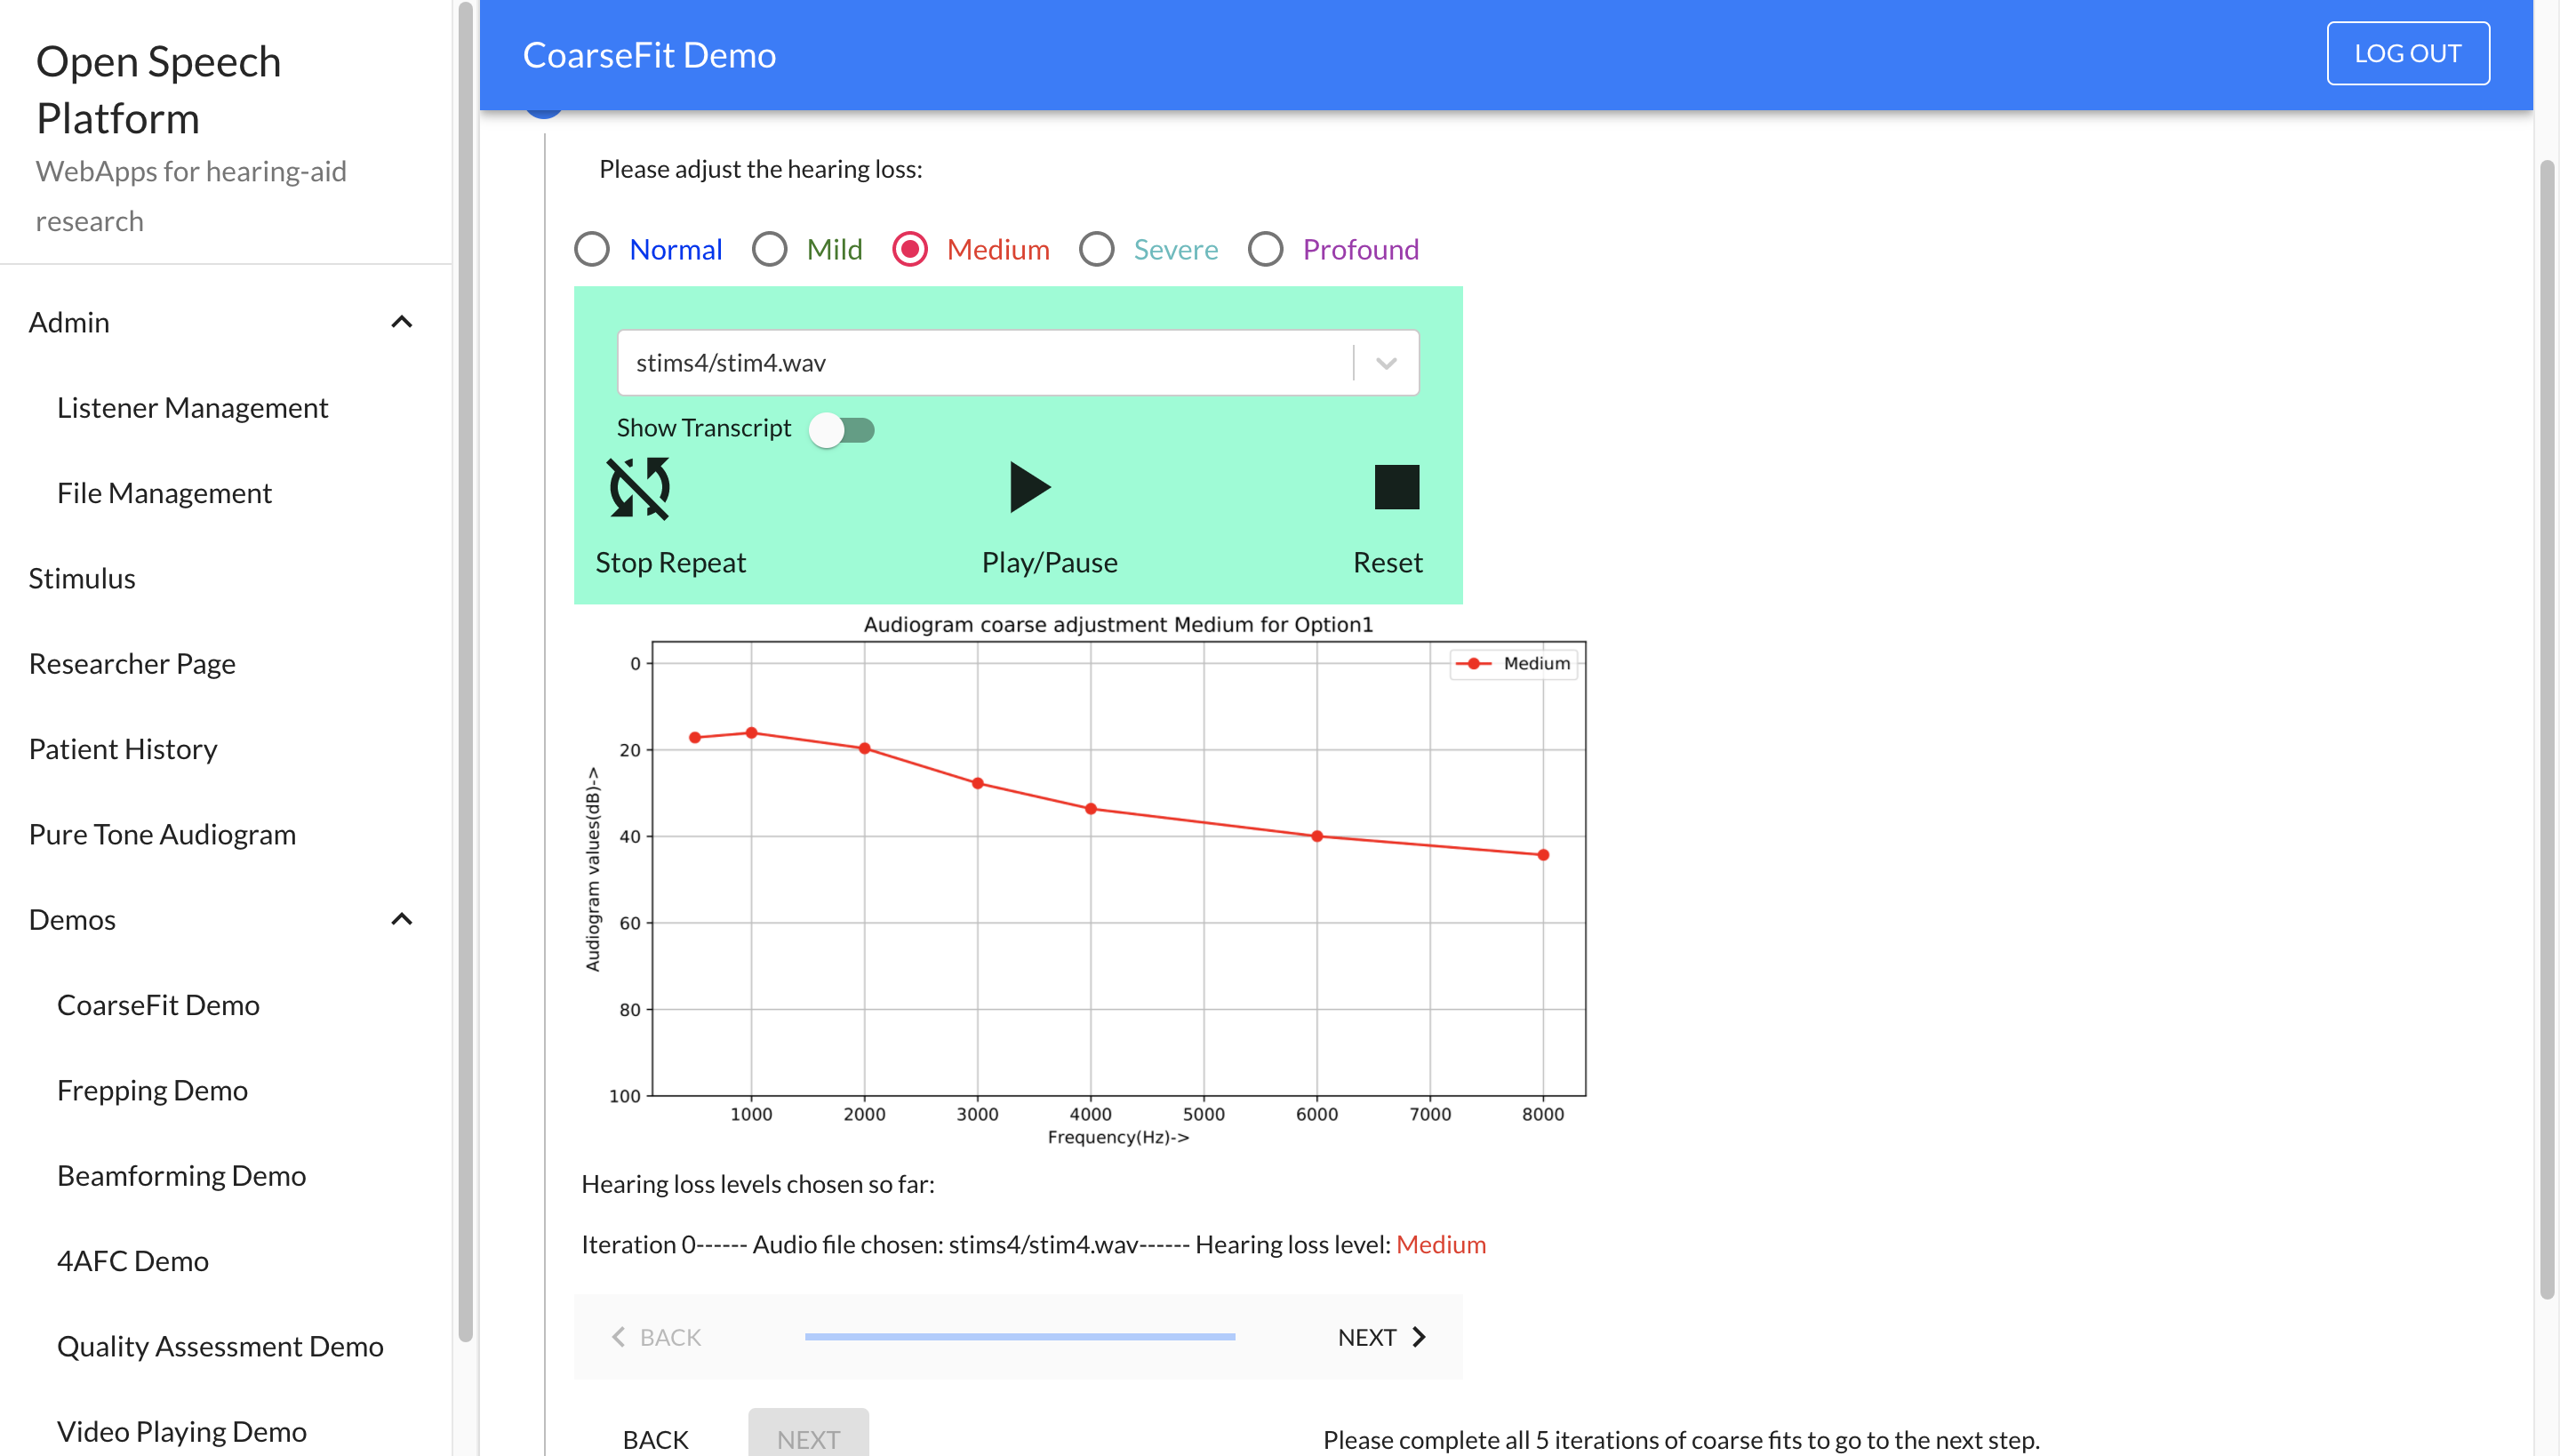 Open Speech
Platform
WebApps for hearing-aid
research
Admin
Listener Management
File Management
Stimulus
Researcher Page
Patient History
Pure Tone Audiogram
Demos
CoarseFit Demo
Frepping Demo
Beamforming Demo
4AFC Demo
Quality Assessment Demo
Video Playing Demo
CoarseFit Demo
LOG OUT
Please adjust the hearing loss:
Normal Mild Medium Severe Profound
stims4/stim4.wav
Show Transcript
Stop Repeat Play/Pause Reset
Audiogram coarse adjustment Medium for Option1
Medium
Audiogram values(dB)->
0
20
40
60
80
100
1000 2000 3000 4000 5000 6000 7000 8000
Frequency(Hz)->
Hearing loss levels chosen so far:
Iteration 0------ Audio file chosen: stims4/stim4.wav------ Hearing loss level: Medium
BACK NEXT
BACK NEXT Please complete all 5 iterations of coarse fits to go to the next step.